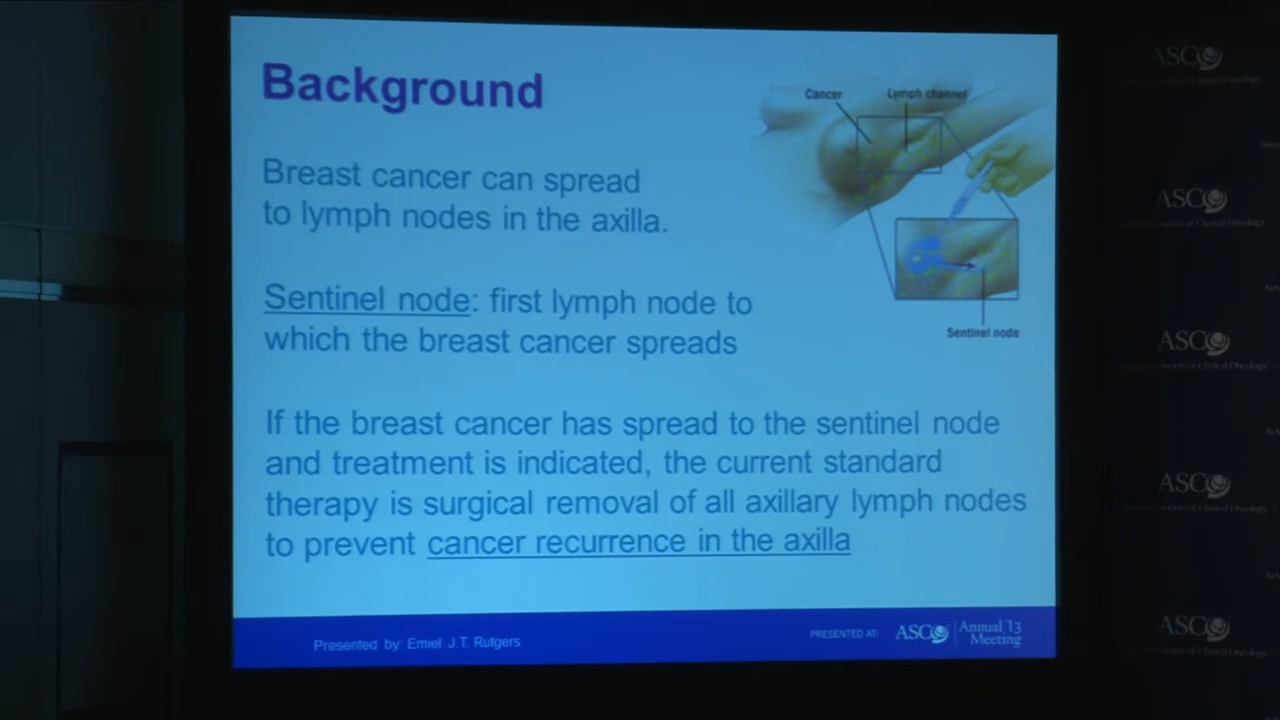 Background
Cancer
Lymph channel
Breast cancer can spread
to lymph nodes in the axilla.
Sentinel node: first lymph node to
which the breast cancer spreads
Sentinel node
If the breast cancer has spread to the sentinel node
and treatment is indicated, the current standard
therapy is surgical removal of all axillary lymph nodes
to prevent cancer recurrence in the axilla
Presented by: Emiel J.T. Rutgers
PRESENTED AT:
ASCO
Annual '13
Meeting
ASCO
ASCO
ASCO
ASCO
ASCO